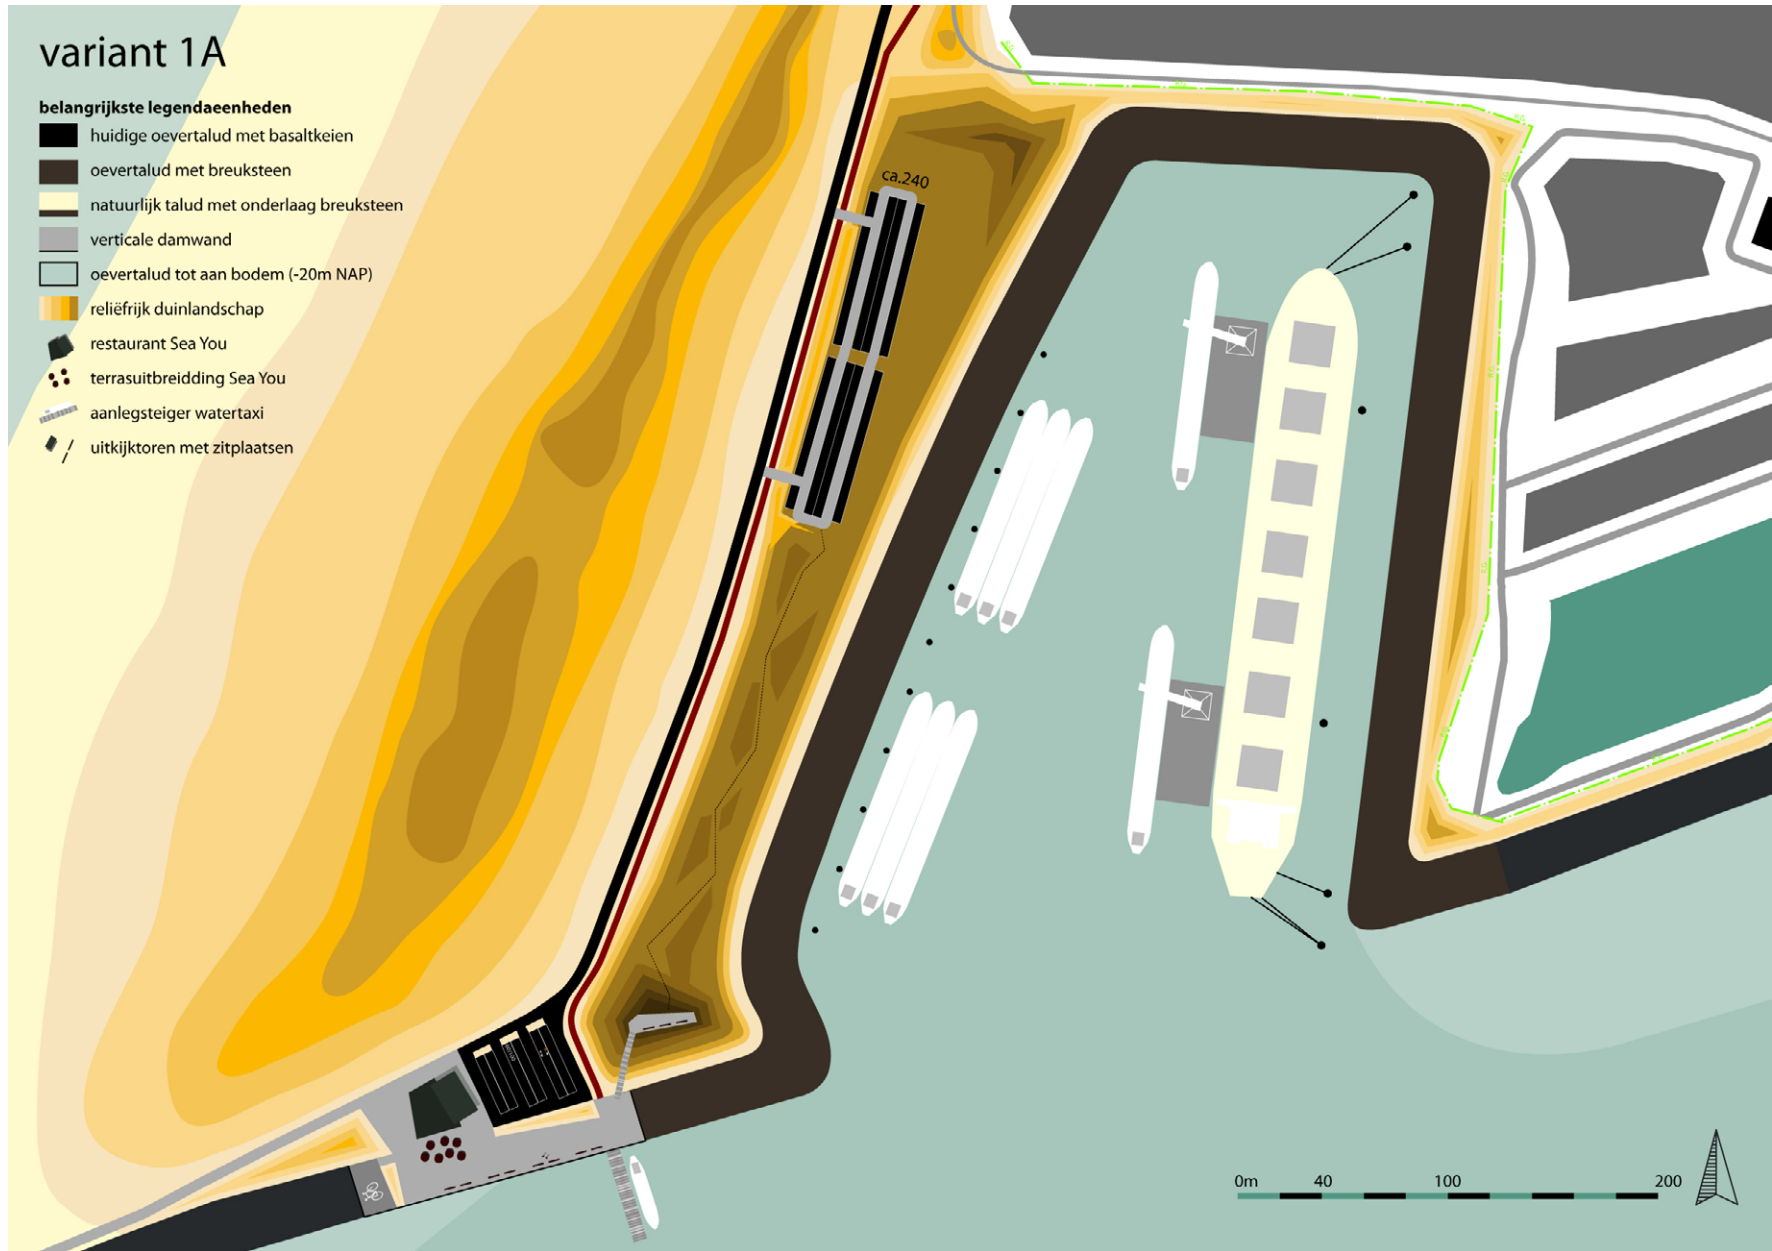 variant 1A
belangrijkste legendaeenheden
huidige oevertalud met basaltkeien
oevertalud met breuksteen
natuurlijk talud met onderlaag breuksteen
verticale damwand
oevertalud tot aan bodem (-20m NAP)
reliëfrijk duinlandschap
restaurant Sea You
terrasuitbreidding Sea You
aanlegsteiger watertaxi
uitkijktoren met zitplaatsen
ca.240
0m 40 100 200